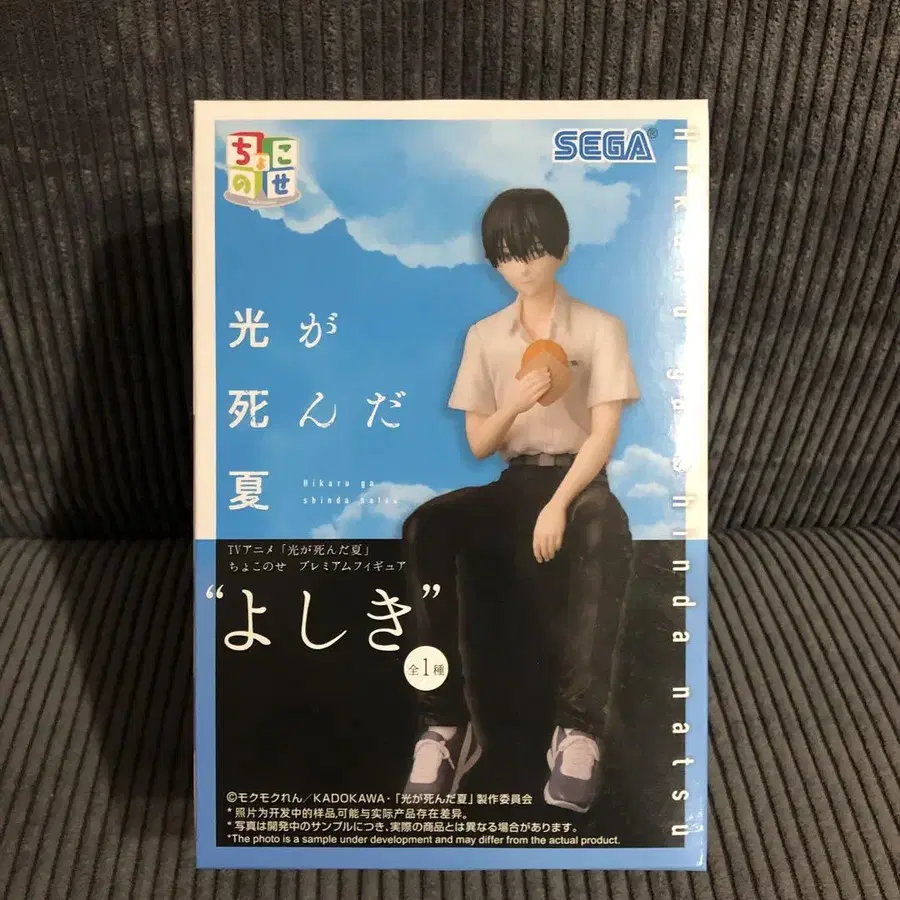 ちょこ
のせ
SEGA®
Hikaru ga shinda natsu
光が
死んだ
夏
Hikaru ga
shinda natsu
TVアニメ「光が死んだ夏」
ちょこのせ プレミアムフィギュア
“よしき”
全1種
©モクモクれん/KADOKAWA・「光が死んだ夏」製作委員会
*照片为开发中的样品,可能与实际产品存在差异。
*写真は開発中のサンプルにつき、実際の商品とは異なる場合があります。
*The photo is a sample under development and may differ from the actual product.